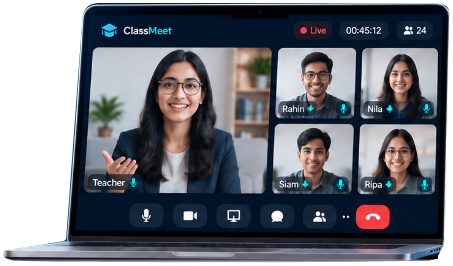 ClassMeet
Live
00:45:12
24
Teacher
Rahin
Nila
Siam
Ripa